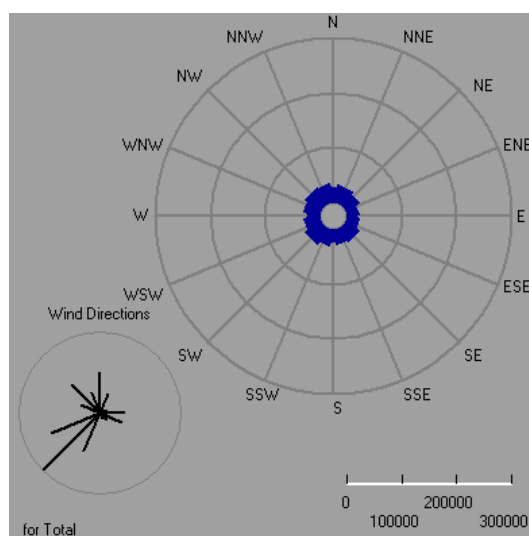 N
NNW
NNE
NW
NE
WNW
ENE
W
E
WSW
ESE
Wind Directions
SW
SE
SSW
SSE
S
0
200000
100000
300000
for Total